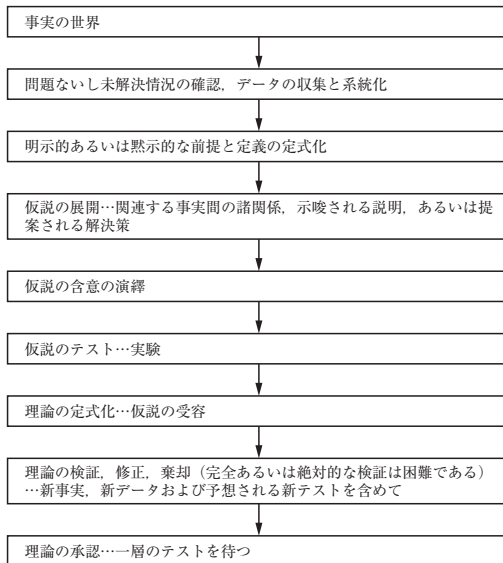 事実の世界
問題ないし未解決情況の確認，データの収集と系統化
明示的あるいは黙示的な前提と定義の定式化
仮説の展開…関連する事実間の諸関係，示唆される説明，あるいは提
案される解決策
仮説の含意の演繹
仮説のテスト…実験
理論の定式化…仮説の受容
理論の検証，修正，棄却（完全あるいは絶対的な検証は困難である）
…新事実，新データおよび予想される新テストを含めて
理論の承認…一層のテストを待つ